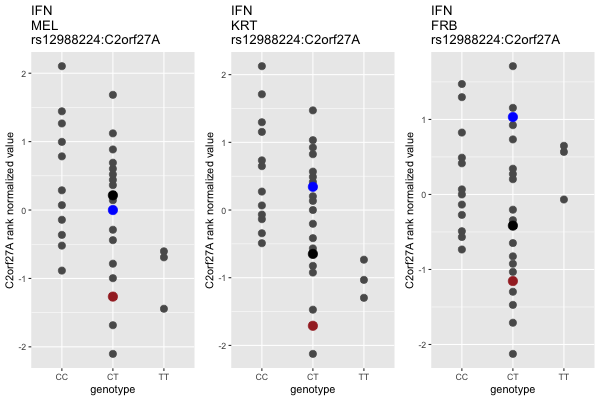 IFN
MEL
rs12988224:C2orf27A
C2orf27A rank normalized value
2
1
0
-1
-2
CC
CT
TT
genotype
IFN
KRT
rs12988224:C2orf27A
C2orf27A rank normalized value
2
1
0
-1
-2
CC
CT
TT
genotype
IFN
FRB
rs12988224:C2orf27A
C2orf27A rank normalized value
1
0
-1
-2
CC
CT
TT
genotype